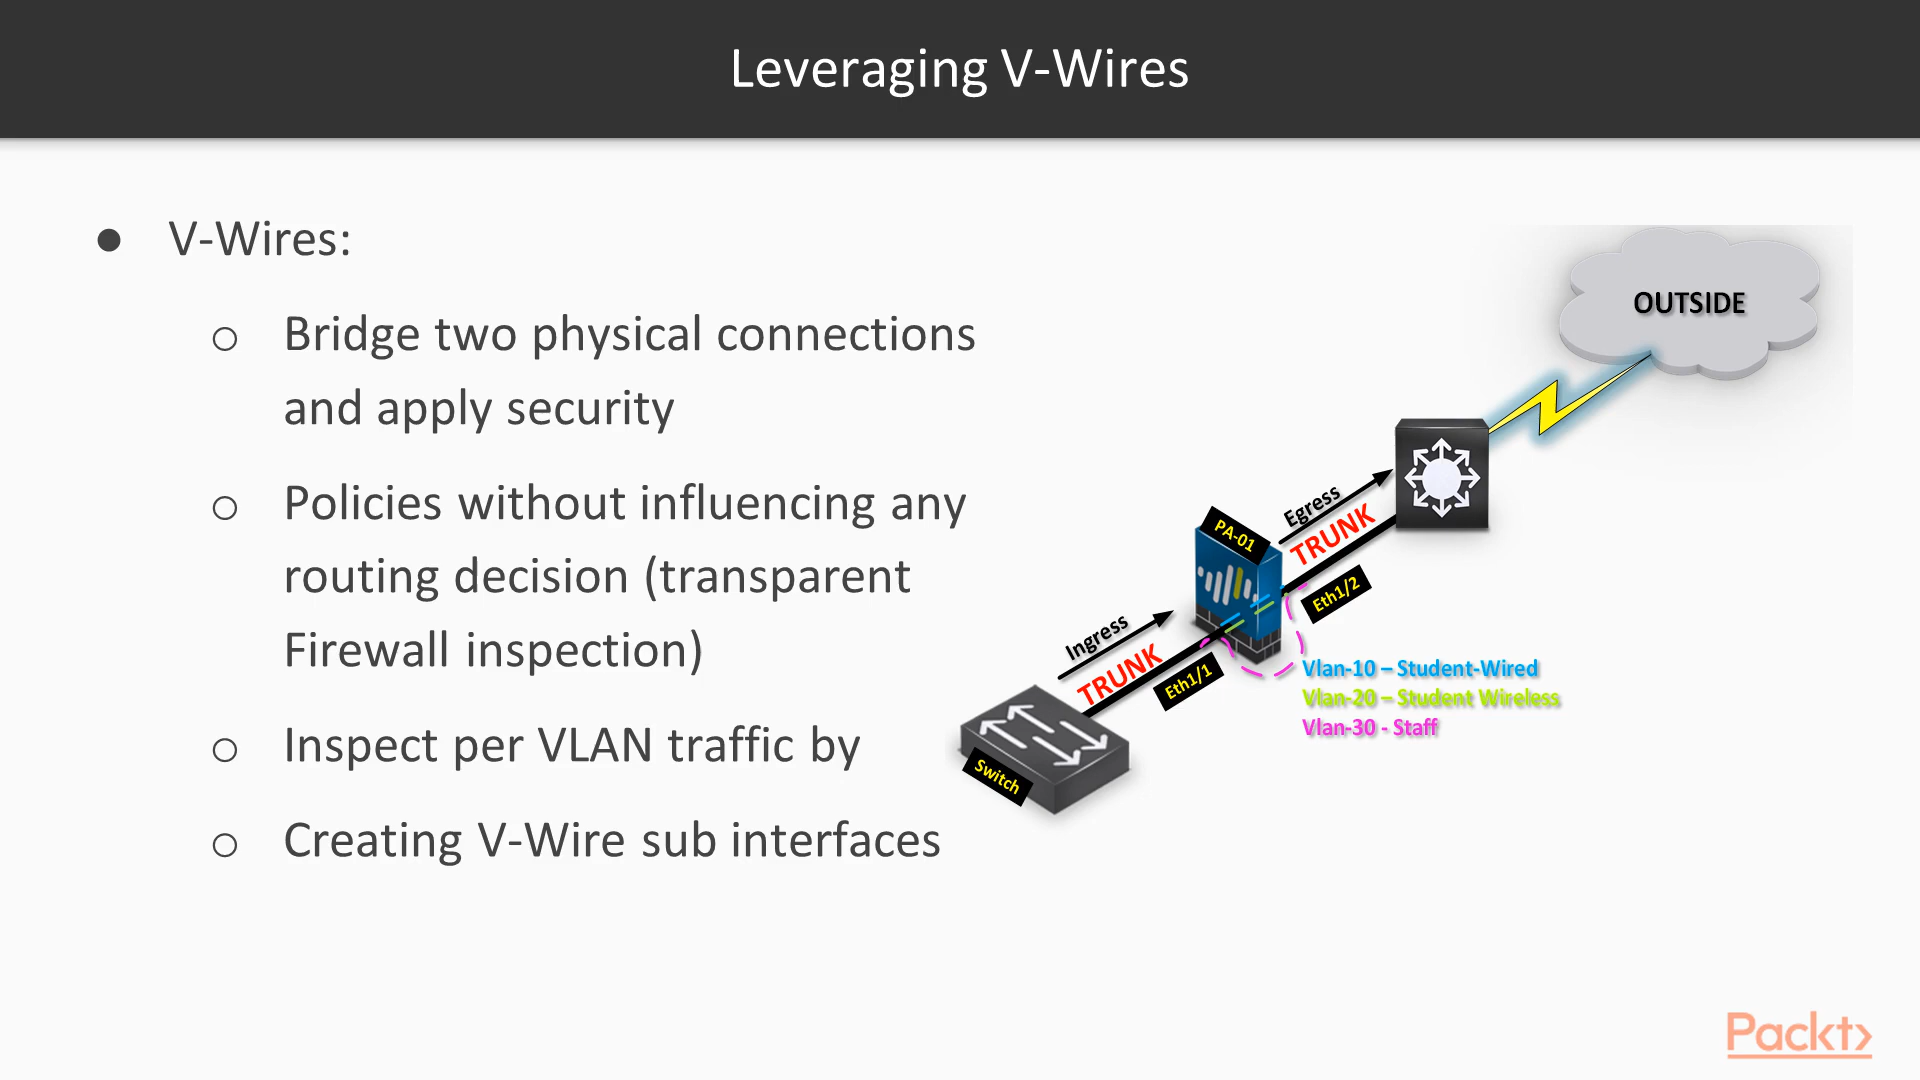 Leveraging V-Wires
● V-Wires:
o Bridge two physical connections
and apply security
o Policies without influencing any
routing decision (transparent
Firewall inspection)
o Inspect per VLAN traffic by
o Creating V-Wire sub interfaces
OUTSIDE
Egress
TRUNK
PA-01
Eth1/2
Ingress
TRUNK
Eth1/1
Vlan-10 – Student-Wired
Vlan-20 – Student Wireless
Vlan-30 - Staff
Switch
Packt>